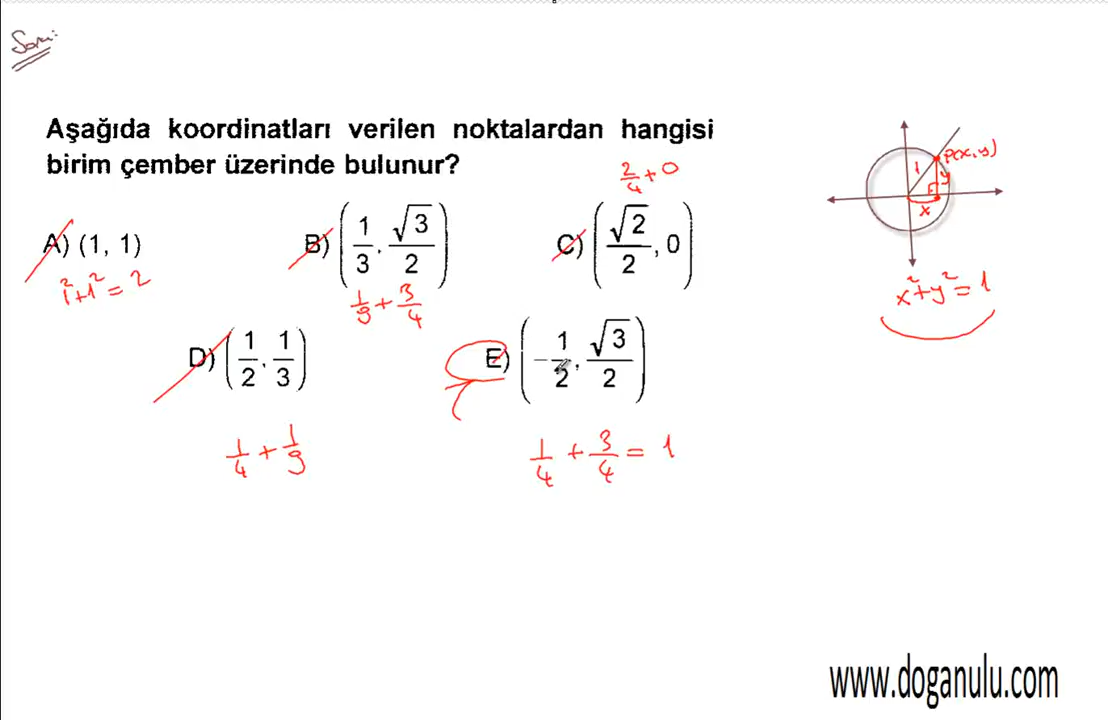 Soru:
Aşağıda koordinatları verilen noktalardan hangisi
birim çember üzerinde bulunur?
A) (1, 1)
1² + 1² = 2
B) (1/3, √3/2)
1/9 + 3/4
2/4 + 0
C) (√2/2, 0)
D) (1/2, 1/3)
1/4 + 1/9
E) (-1/2, √3/2)
1/4 + 3/4 = 1
P(x,y)
1
y
x
x² + y² = 1
www.doganulu.com